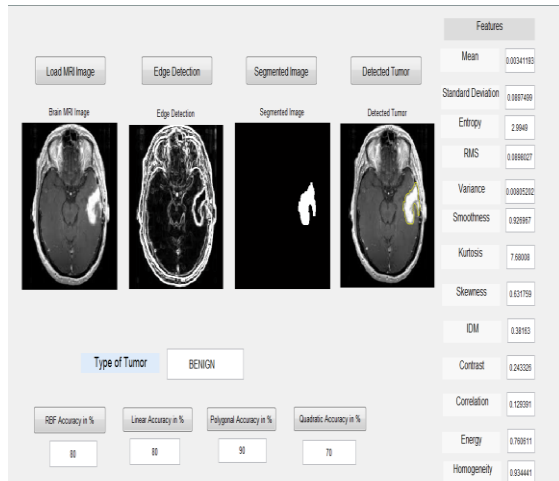 Features
Load MRI Image
Edge Detection
Segmented Image
Detected Tumor
Brain MRI Image
Edge Detection
Segmented Image
Detected Tumor
Mean 0.00341193
Standard Deviation 0.0897499
Entropy 2.9949
RMS 0.0898027
Variance 0.00805202
Smoothness 0.926967
Kurtosis 7.68008
Skewness 0.631759
IDM 0.38163
Contrast 0.243326
Correlation 0.129391
Energy 0.760611
Homogeneity 0.934441
Type of Tumor BENIGN
RBF Accuracy in %
Linear Accuracy in %
Polygonal Accuracy in %
Quadratic Accuracy in %
80
80
90
70